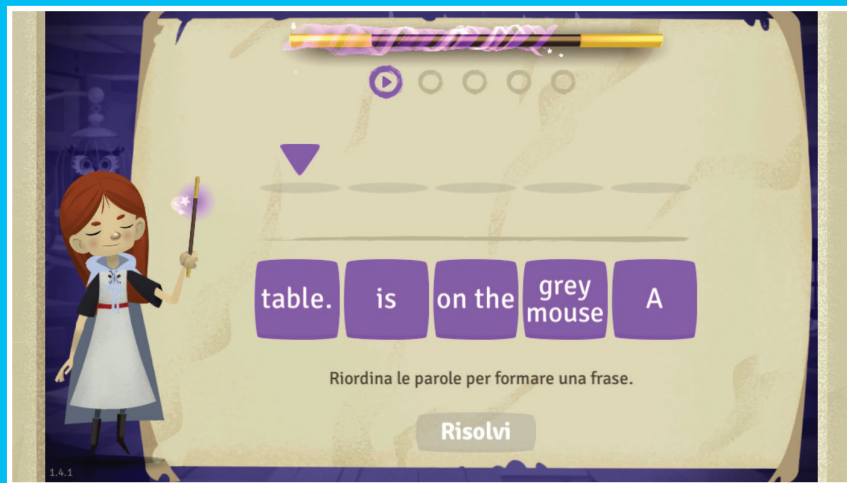 table. is on the grey mouse A
Riordina le parole per formare una frase.
Risolvi
1.4.1